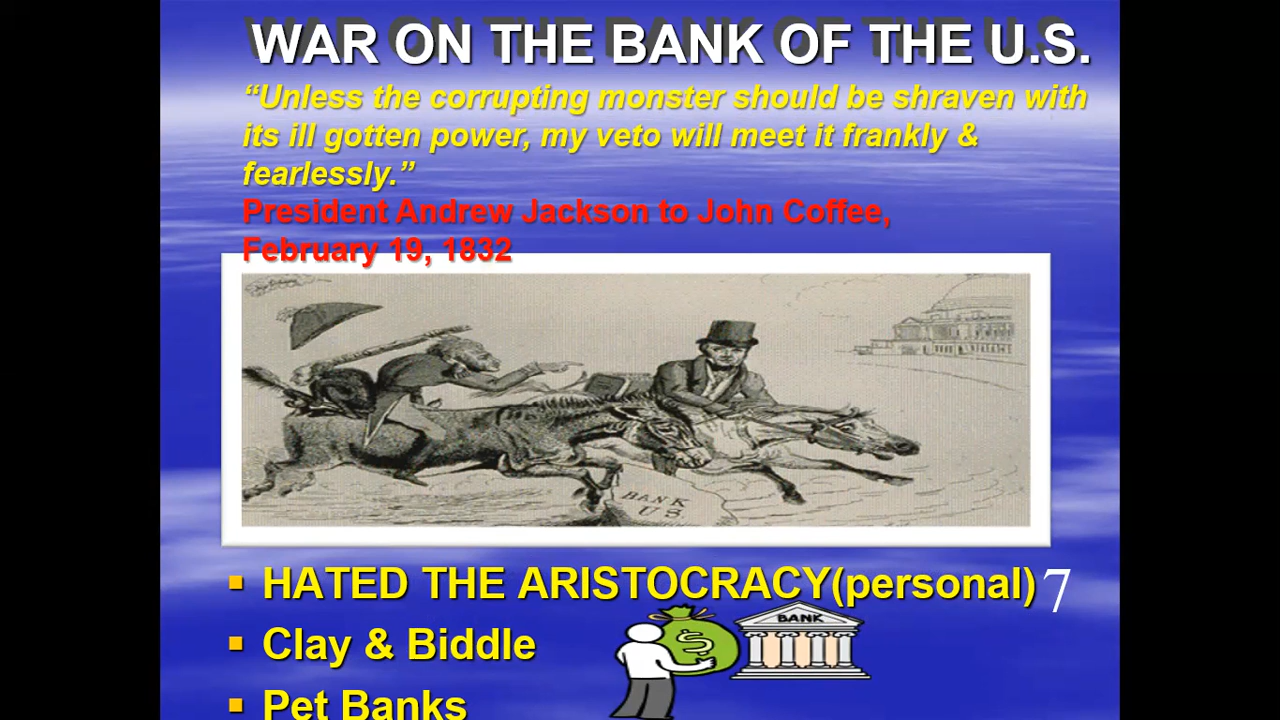 WAR ON THE BANK OF THE U.S.
“Unless the corrupting monster should be shraven with
its ill gotten power, my veto will meet it frankly &
fearlessly.”
President Andrew Jackson to John Coffee,
February 19, 1832
BANK
U S
▪ HATED THE ARISTOCRACY(personal)
7
BANK
$
▪ Clay & Biddle
▪ Pet Banks